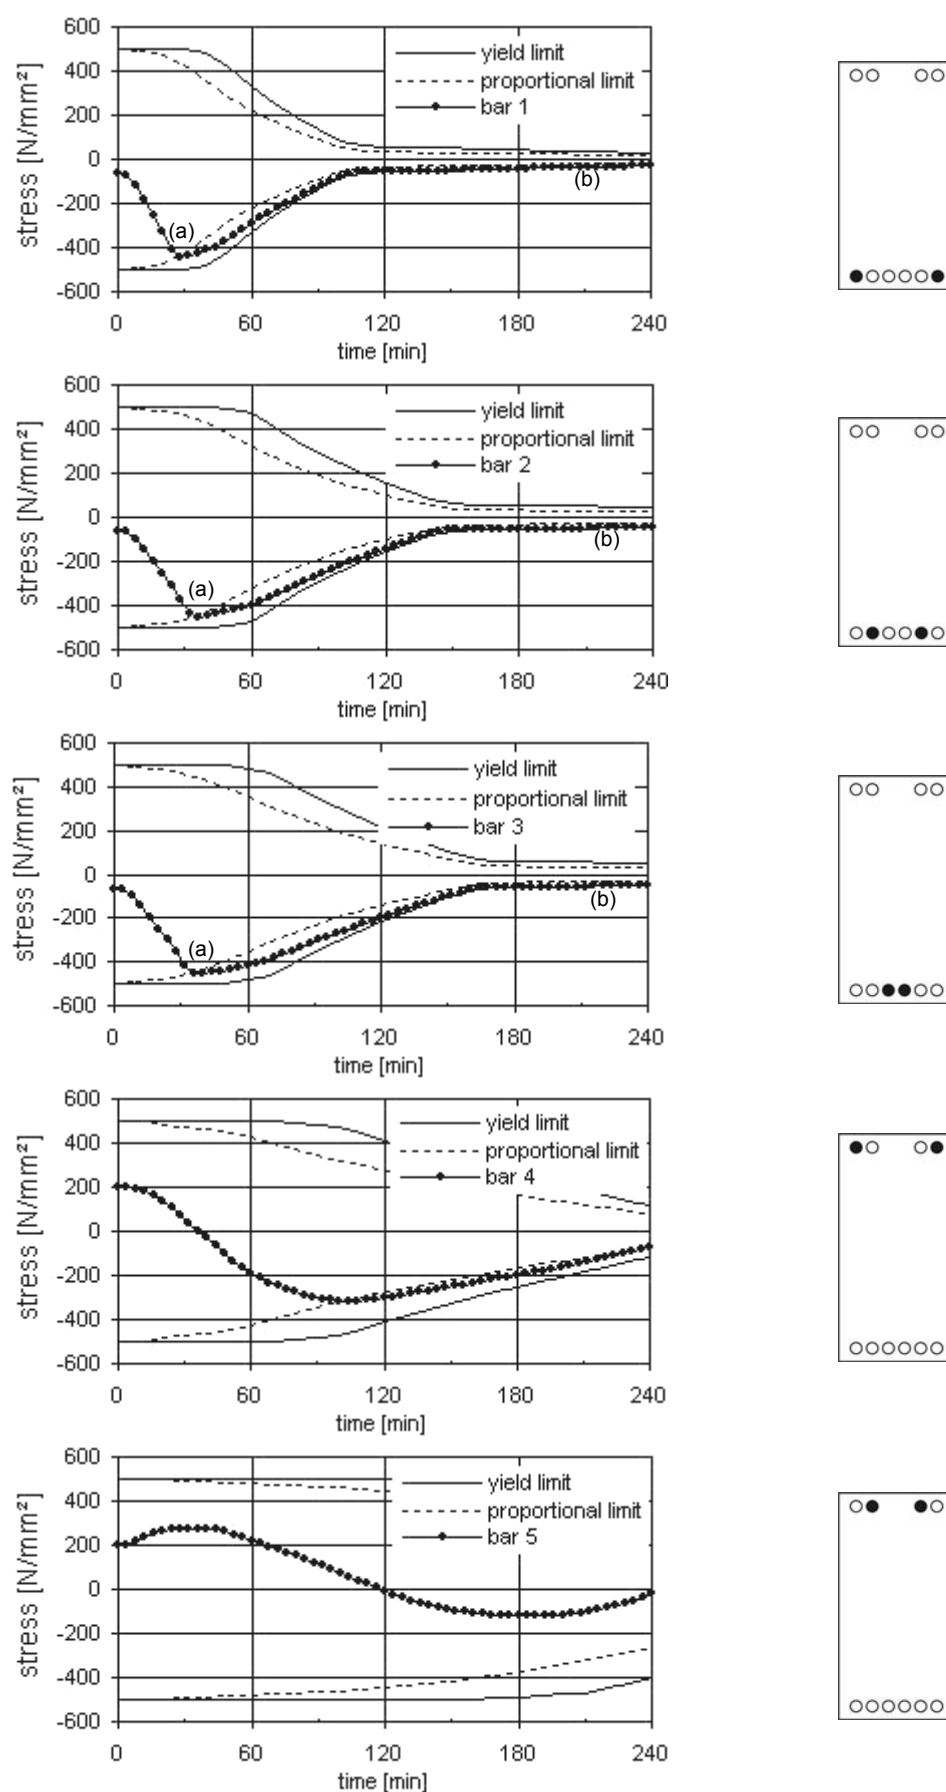 600
400
200
0
-200
-400
-600
stress [N/mm²]
yield limit
proportional limit
bar 1
(a)
(b)
0 60 120 180 240
time [min]
600
400
200
0
-200
-400
-600
stress [N/mm²]
yield limit
proportional limit
bar 2
(a)
(b)
0 60 120 180 240
time [min]
600
400
200
0
-200
-400
-600
stress [N/mm²]
yield limit
proportional limit
bar 3
(a)
(b)
0 60 120 180 240
time [min]
600
400
200
0
-200
-400
-600
stress [N/mm²]
yield limit
proportional limit
bar 4
0 60 120 180 240
time [min]
600
400
200
0
-200
-400
-600
stress [N/mm²]
yield limit
proportional limit
bar 5
0 60 120 180 240
time [min]